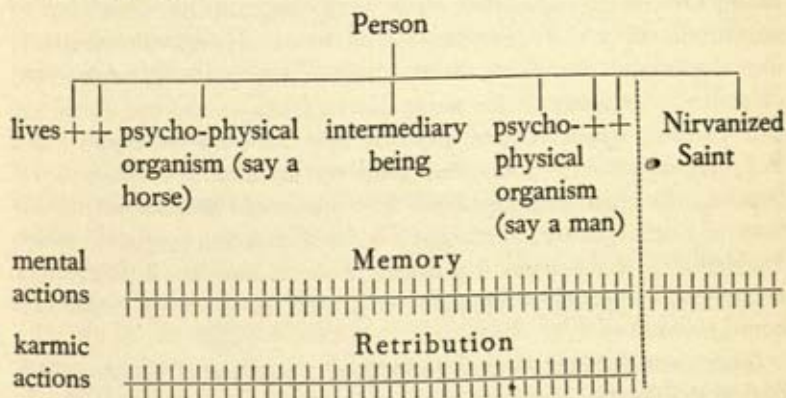 Person
lives ++ psycho-physical intermediary psycho-++ Nirvanized
organism (say a being physical Saint
horse) organism
(say a man)
mental Memory
actions
karmic Retribution
actions